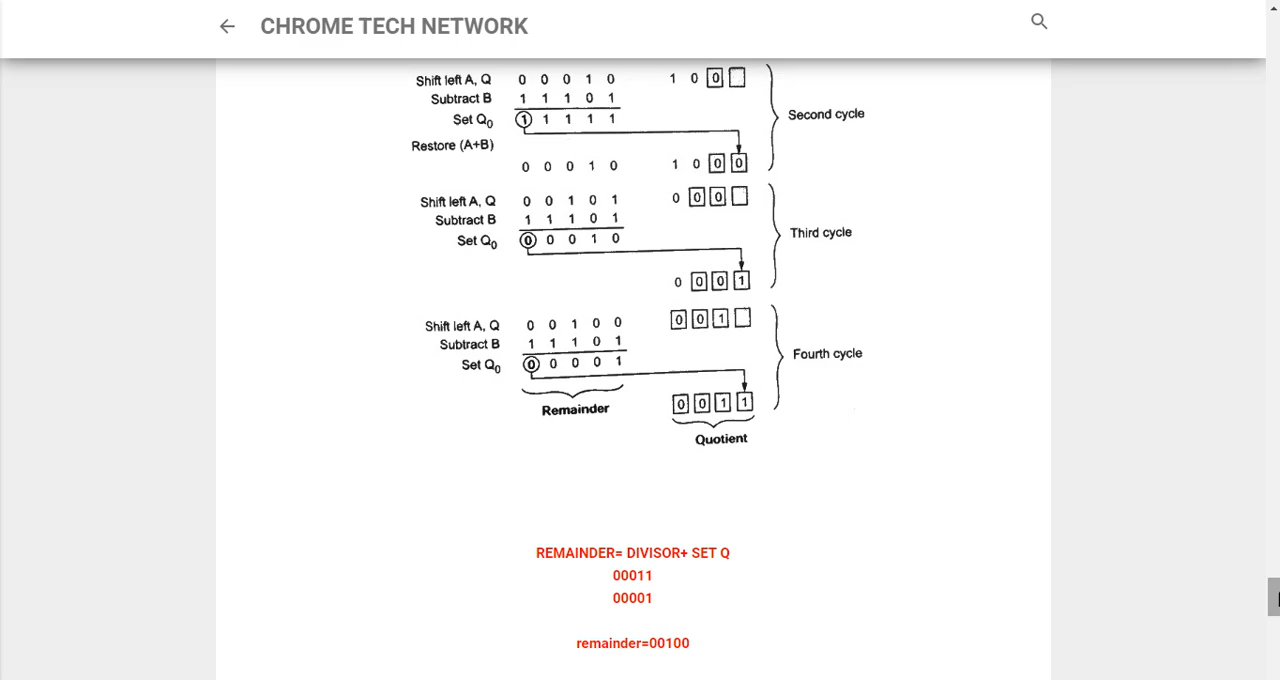 CHROME TECH NETWORK
Shift left A, Q 0 0 0 1 0 1 0 0
Subtract B 1 1 1 0 1
Second cycle
Set Q0 1 1 1 1 1
Restore (A+B)
0 0 0 1 0 1 0 0 0
Shift left A, Q 0 0 1 0 1 0 0 0
Subtract B 1 1 1 0 1
Third cycle
Set Q0 0 0 0 1 0
0 0 0 1
Shift left A, Q 0 0 1 0 0 0 0 1
Subtract B 1 1 1 0 1
Fourth cycle
Set Q0 0 0 0 0 1
0 0 1 1
Remainder
Quotient
REMAINDER= DIVISOR+ SET Q
00011
00001
remainder=00100